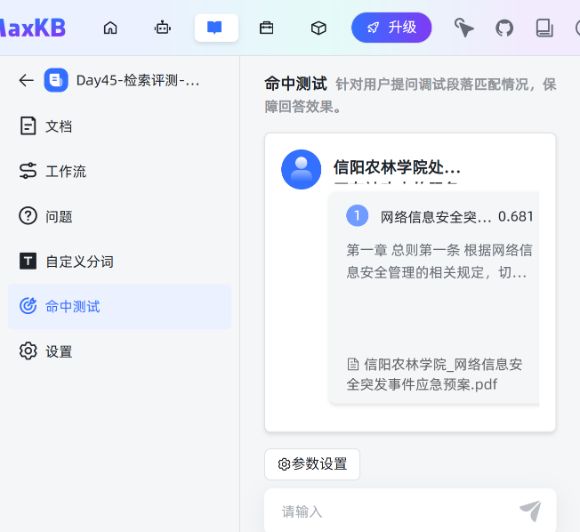 MaxKB
升级
Day45-检索评测-...
文档
工作流
问题
自定义分词
命中测试
设置
命中测试 针对用户提问调试段落匹配情况，保
障回答效果。
信阳农林学院处...
1 网络信息安全突... 0.681
第一章 总则第一条 根据网络信
息安全管理的相关规定，切...
信阳农林学院_网络信息安
全突发事件应急预案.pdf
参数设置
请输入